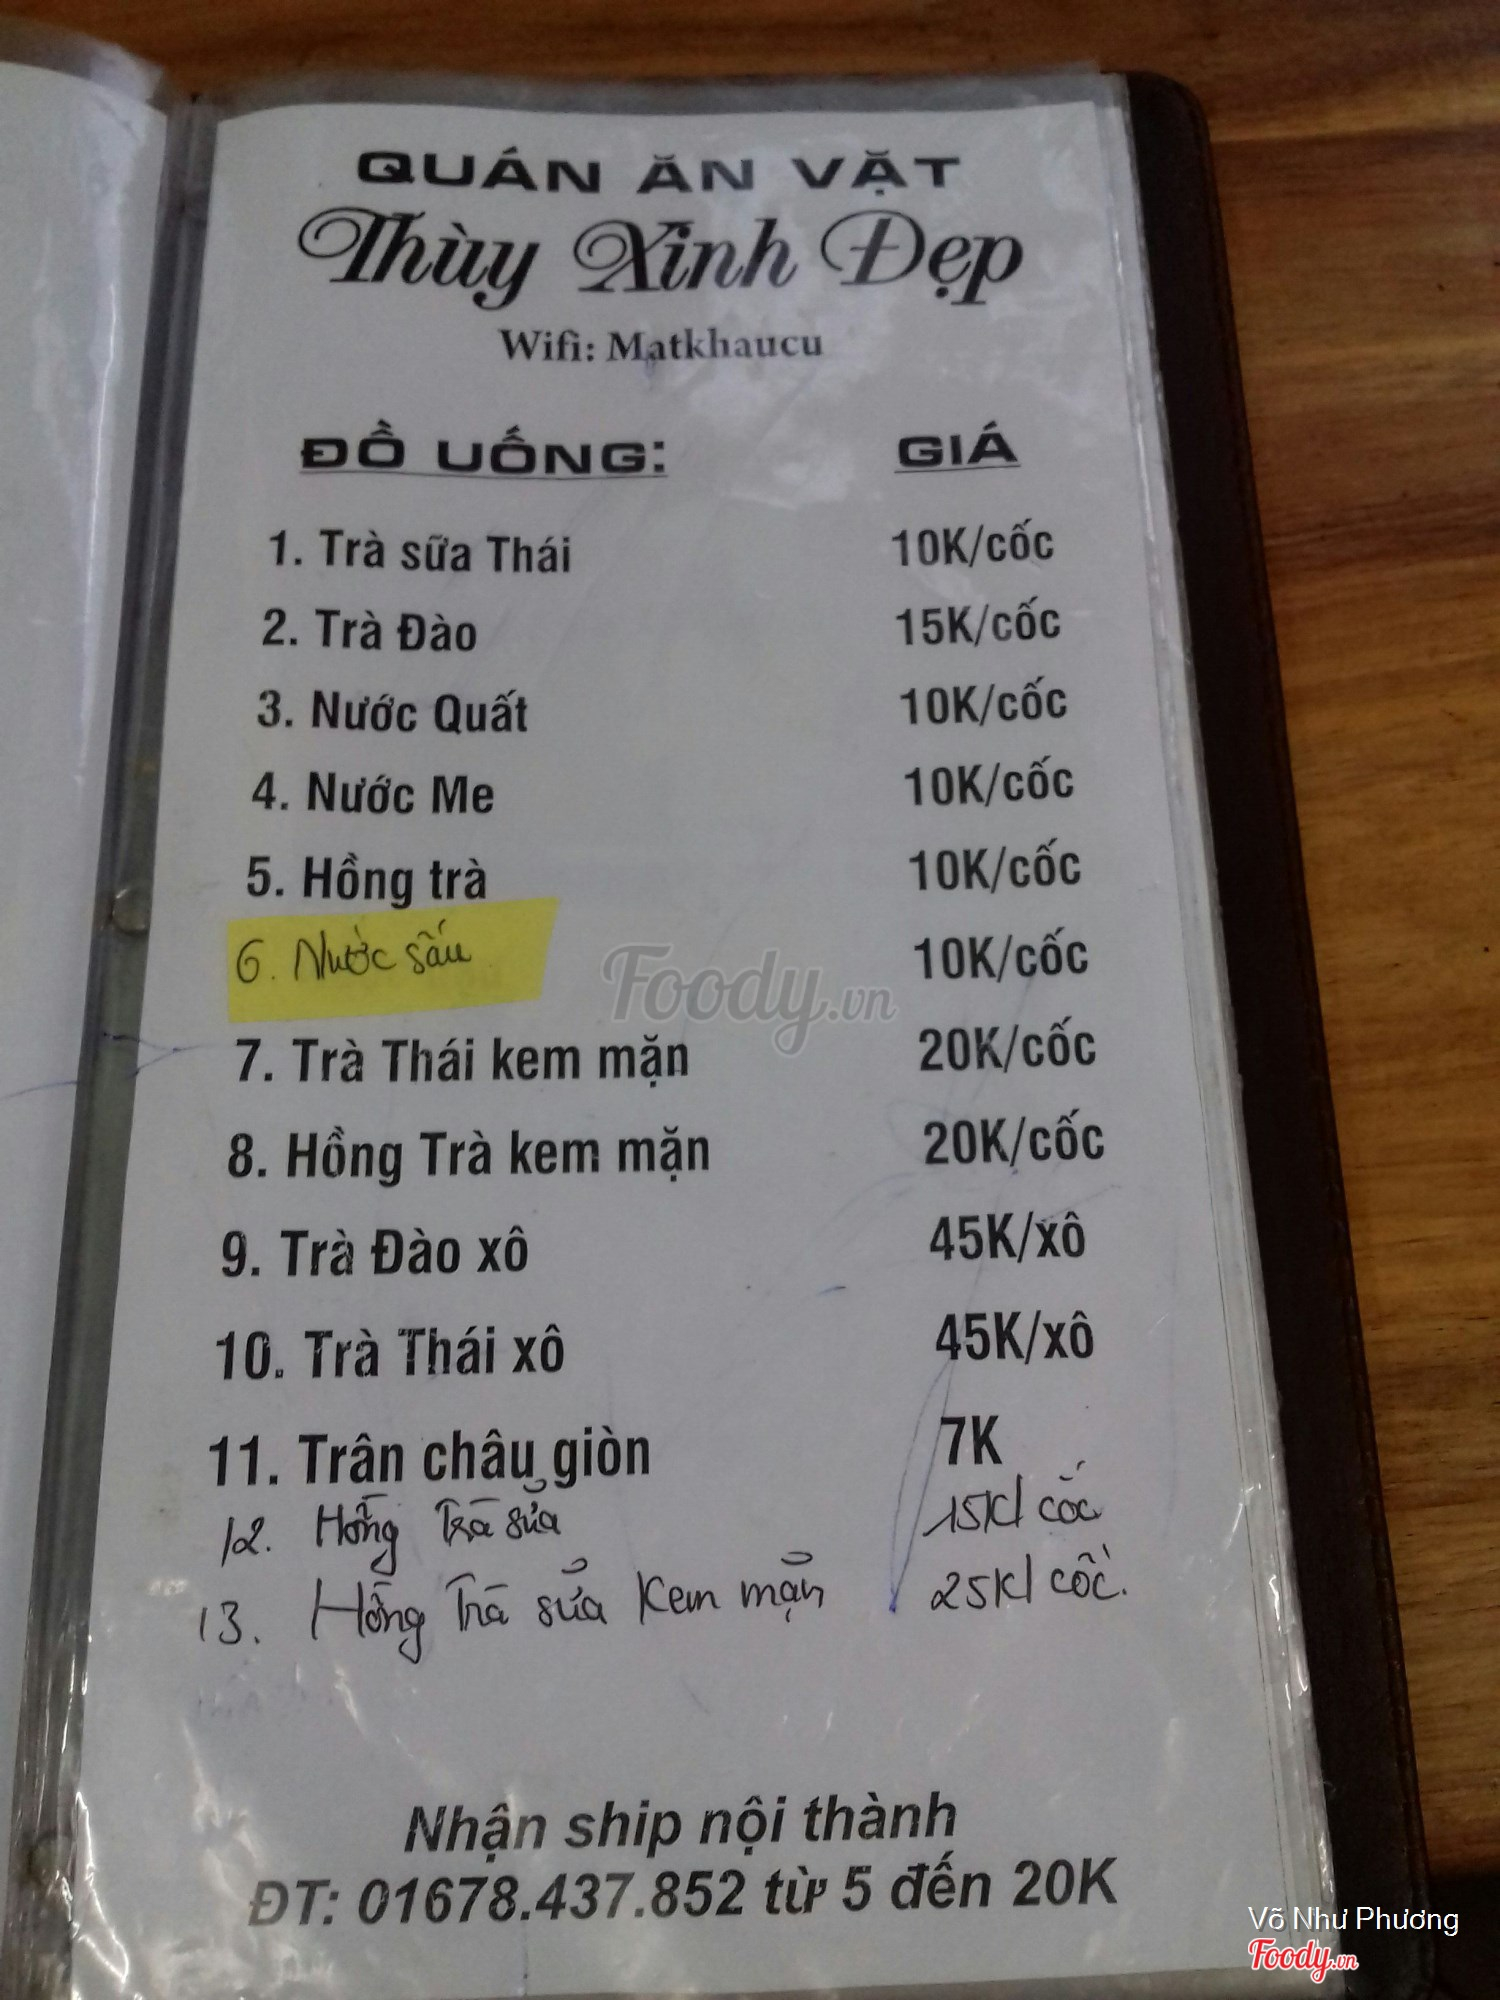 QUÁN ĂN VẶT
Thùy Xinh Đẹp
Wifi: Matkhaucu
ĐỒ UỐNG: GIÁ
1. Trà sữa Thái 10K/cốc
2. Trà Đào 15K/cốc
3. Nước Quất 10K/cốc
4. Nước Me 10K/cốc
5. Hồng trà 10K/cốc
6. Nước sấu 10K/cốc
Foody.vn
7. Trà Thái kem mặn 20K/cốc
8. Hồng Trà kem mặn 20K/cốc
9. Trà Đào xô 45K/xô
10. Trà Thái xô 45K/xô
11. Trân châu giòn 7K
12. Hồng Trà sữa 15K/cốc
13. Hồng Trà sữa kem mặn 25K/cốc.
Nhận ship nội thành
ĐT: 01678.437.852 từ 5 đến 20K
Võ Như Phương
Foody.vn